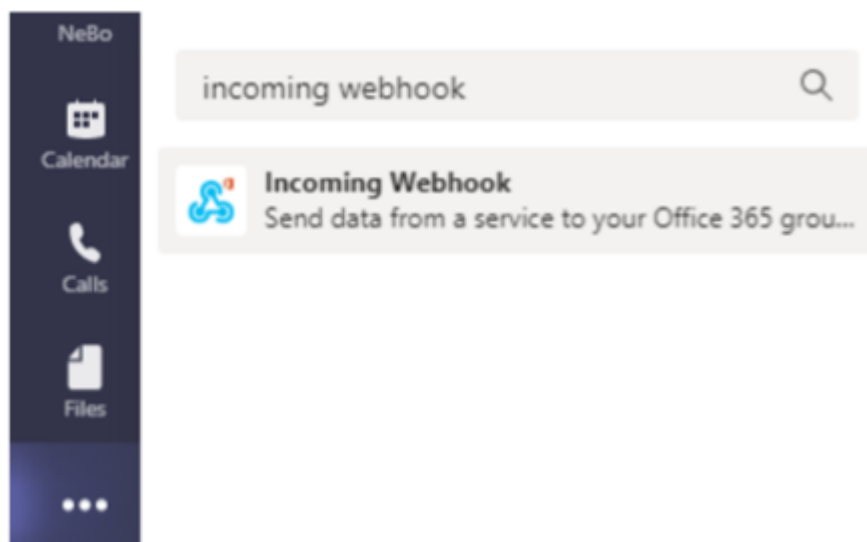 NeBo
Calendar
Calls
Files
incoming webhook
Incoming Webhook
Send data from a service to your Office 365 grou...